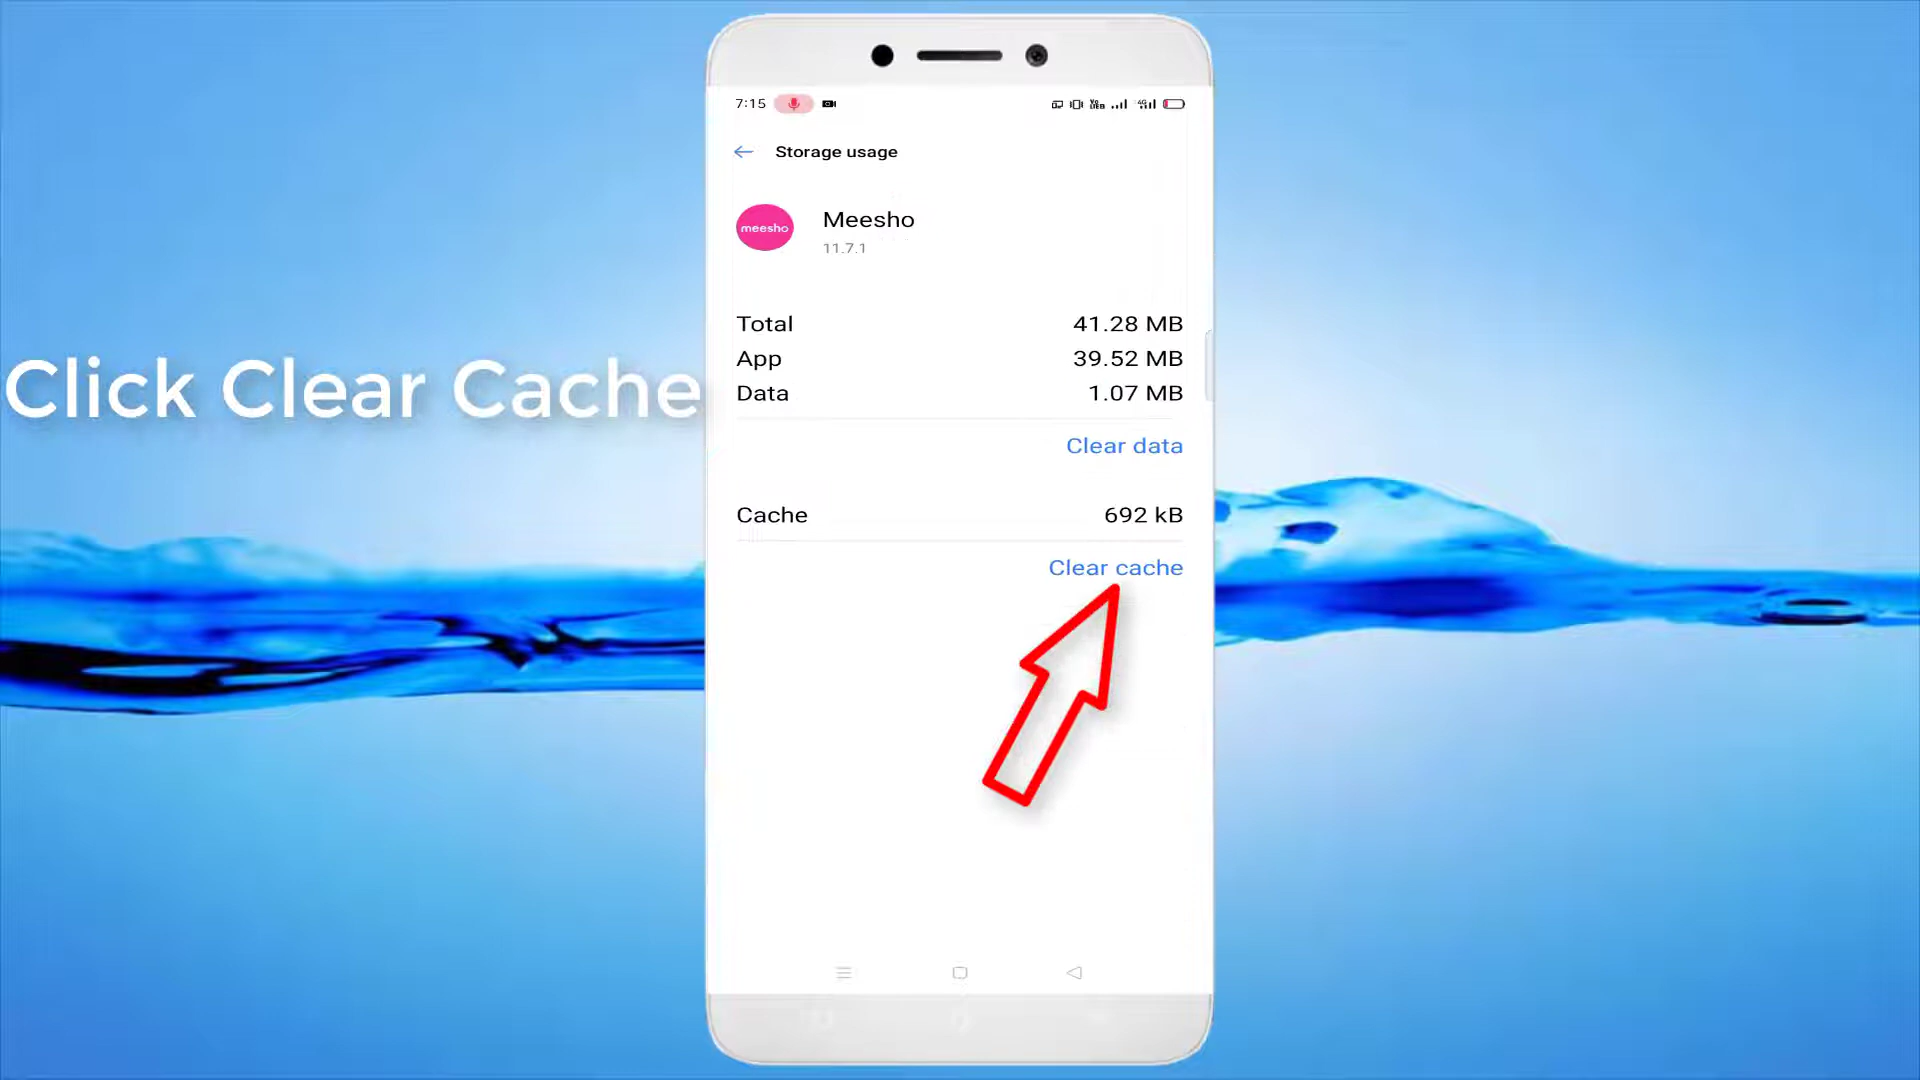 7:15
Storage usage
meesho
Meesho
11.7.1
Total 41.28 MB
App 39.52 MB
Data 1.07 MB
Click Clear Cache
Clear data
Cache 692 kB
Clear cache